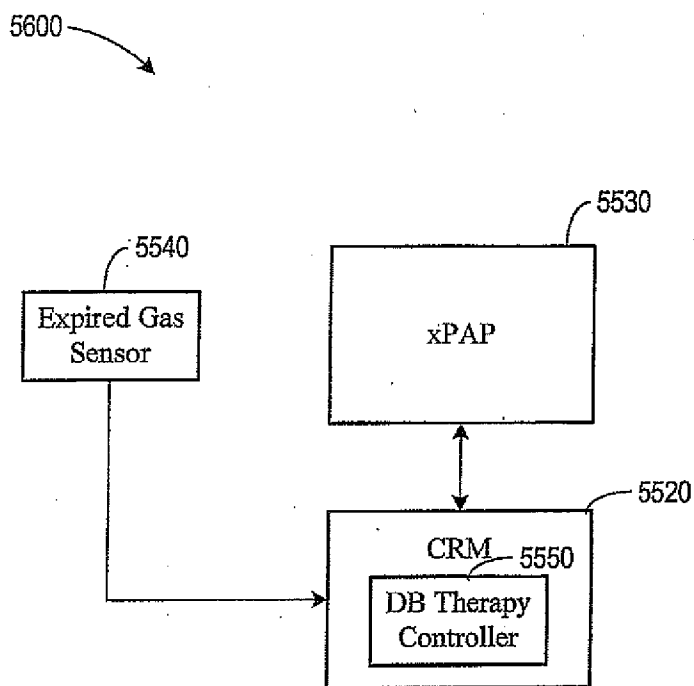 5600
5530
5540
Expired Gas
Sensor
xPAP
5520
CRM
5550
DB Therapy
Controller